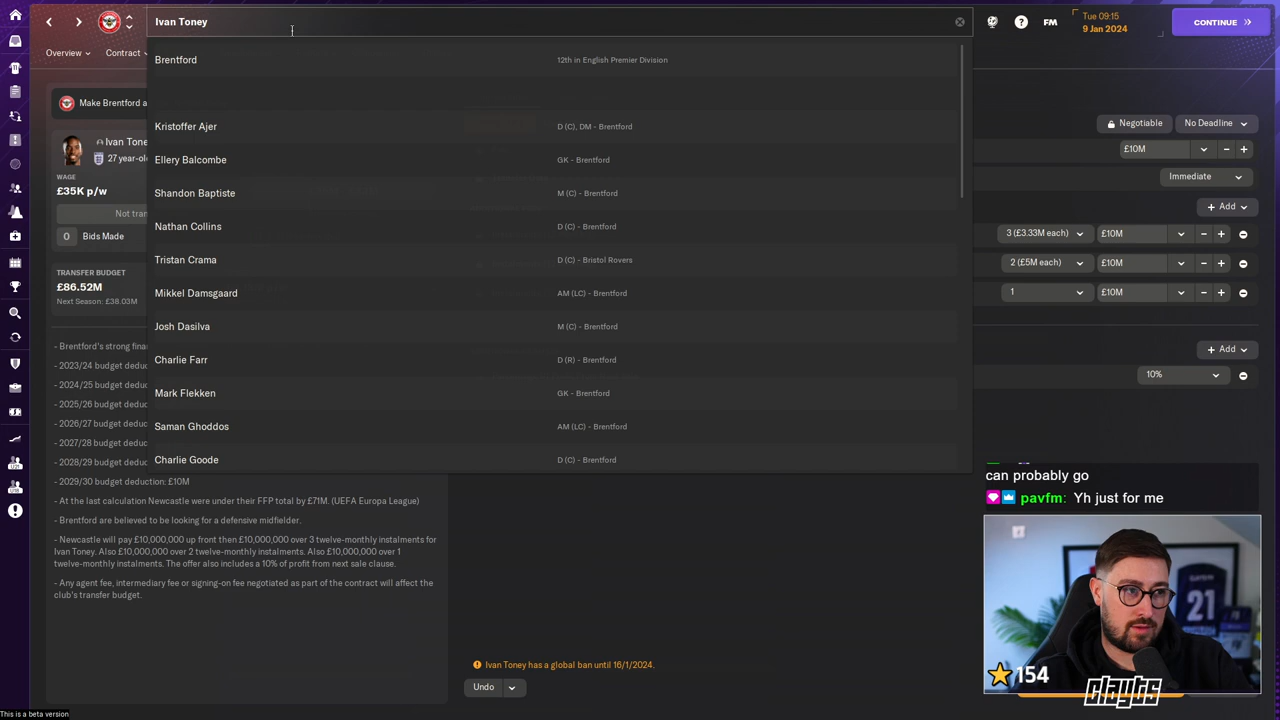 Ivan Toney
FM
Tue 09:15
9 Jan 2024
CONTINUE
Overview
Contract
Brentford
12th in English Premier Division
Make Brentford a
Ivan Tone
27 year-ol
WAGE
£35K p/w
Not tran
0 Bids Made
TRANSFER BUDGET
£86.52M
Next Season: £38.03M
Kristoffer Ajer
D (C), DM - Brentford
Ellery Balcombe
GK - Brentford
Shandon Baptiste
M (C) - Brentford
Nathan Collins
D (C) - Brentford
Tristan Crama
D (C) - Bristol Rovers
Mikkel Damsgaard
AM (LC) - Brentford
Josh Dasilva
M (C) - Brentford
Charlie Farr
D (R) - Brentford
Mark Flekken
GK - Brentford
Saman Ghoddos
AM (LC) - Brentford
Charlie Goode
D (C) - Brentford
Negotiable
No Deadline
£10M
Immediate
Add
3 (£3.33M each)
£10M
2 (£5M each)
£10M
1
£10M
Add
10%
- Brentford's strong fina
- 2023/24 budget deduc
- 2024/25 budget deduc
- 2025/26 budget deduc
- 2026/27 budget deduc
- 2027/28 budget deduc
- 2028/29 budget deduc
- 2029/30 budget deduction: £10M
- At the last calculation Newcastle were under their FFP total by £71M. (UEFA Europa League)
- Brentford are believed to be looking for a defensive midfielder.
- Newcastle will pay £10,000,000 up front then £10,000,000 over 3 twelve-monthly instalments for
Ivan Toney. Also £10,000,000 over 2 twelve-monthly instalments. Also £10,000,000 over 1
twelve-monthly instalments. The offer also includes a 10% of profit from next sale clause.
- Any agent fee, intermediary fee or signing-on fee negotiated as part of the contract will affect the
club's transfer budget.
Ivan Toney has a global ban until 16/1/2024.
Undo
can probably go
pavfm: Yh just for me
21
154
clayts
This is a beta version